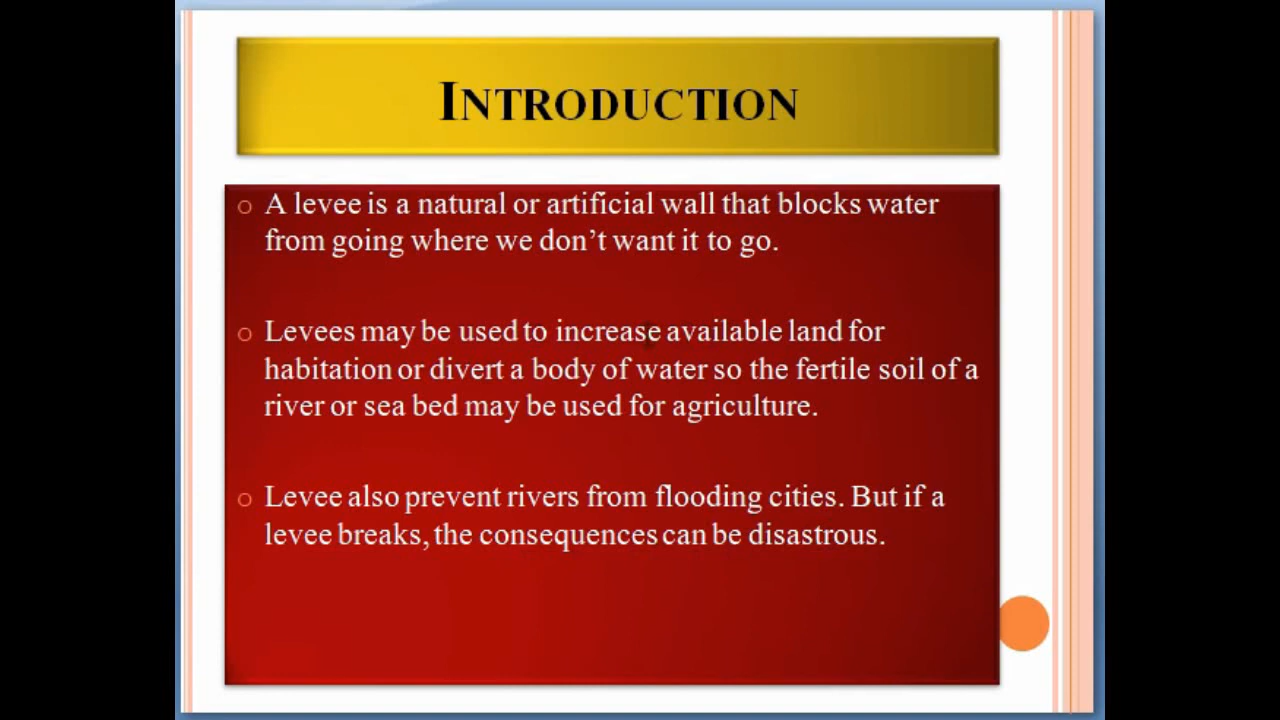 INTRODUCTION
A levee is a natural or artificial wall that blocks water
from going where we don’t want it to go.
Levees may be used to increase available land for
habitation or divert a body of water so the fertile soil of a
river or sea bed may be used for agriculture.
Levee also prevent rivers from flooding cities. But if a
levee breaks, the consequences can be disastrous.